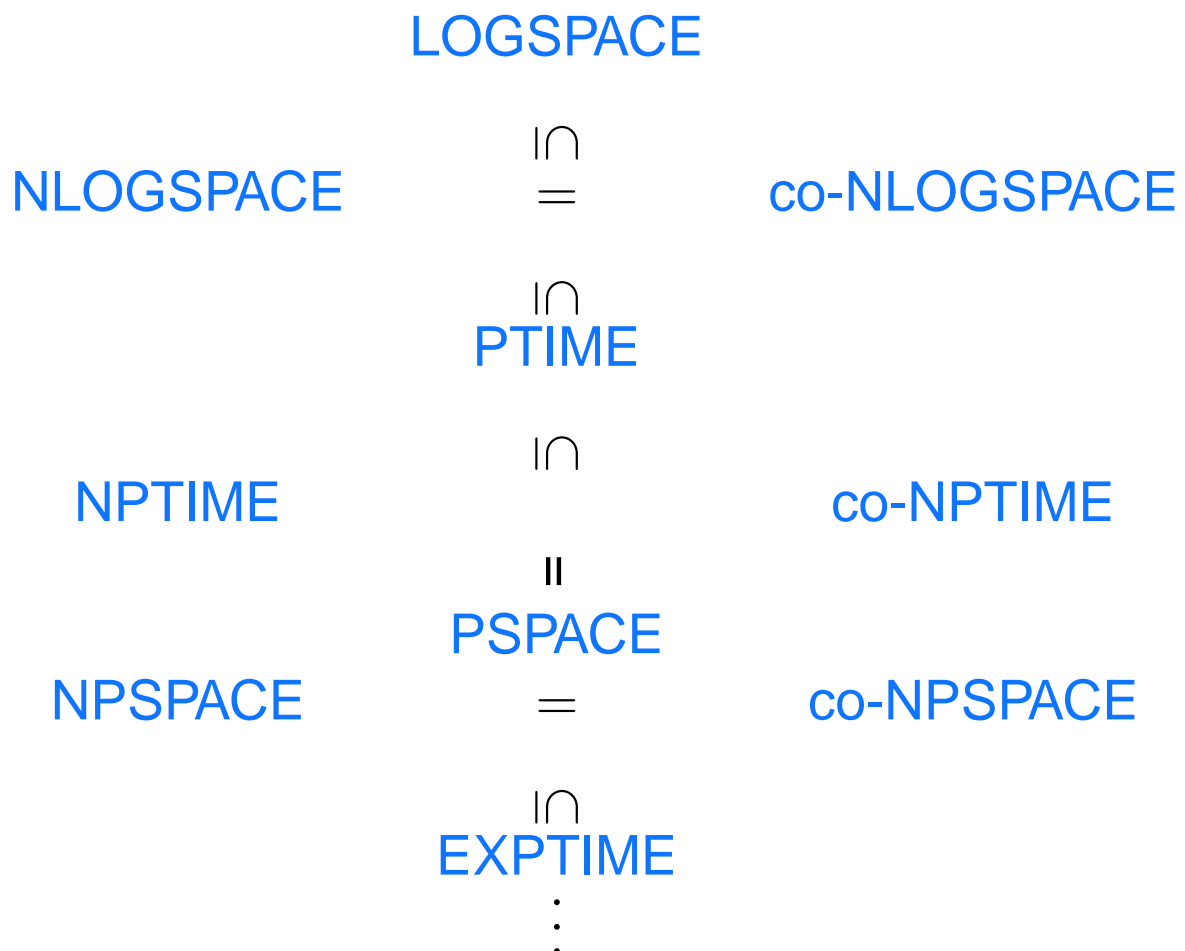 LOGSPACE
|∩
NLOGSPACE = co-NLOGSPACE
|∩
PTIME
|∩
NPTIME co-NPTIME
||
PSPACE
NPSPACE = co-NPSPACE
|∩
EXPTIME
⋮